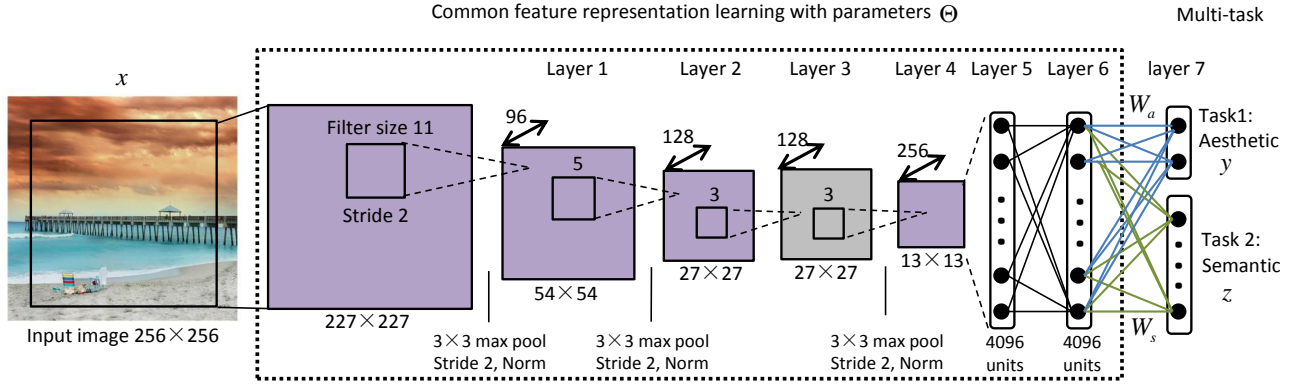 Common feature representation learning with parameters Θ
Multi-task
x
Layer 1
Layer 2
Layer 3
Layer 4
Layer 5
Layer 6
layer 7
Filter size 11
Stride 2
96
5
128
3
128
3
256
W_a
Task1:
Aesthetic
y
Task 2:
Semantic
z
W_s
Input image 256×256
227×227
54×54
27×27
27×27
13×13
3×3 max pool
Stride 2, Norm
3×3 max pool
Stride 2, Norm
3×3 max pool
Stride 2, Norm
4096
units
4096
units